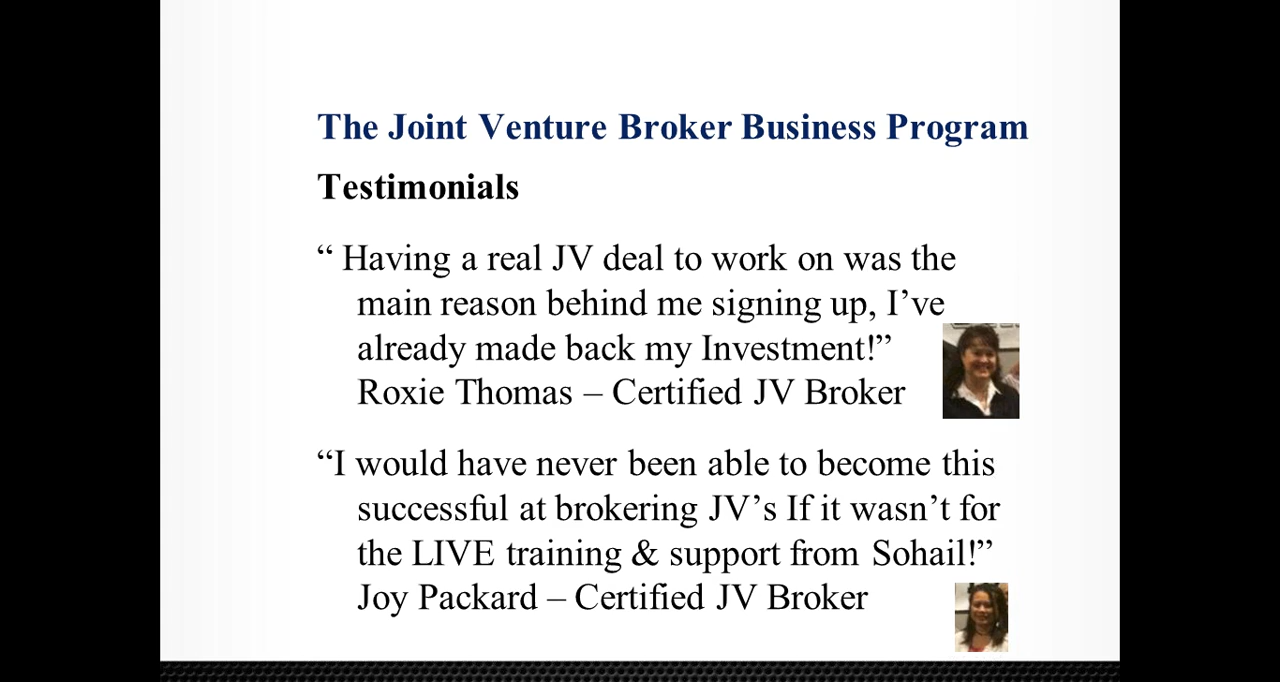 The Joint Venture Broker Business Program
Testimonials
“ Having a real JV deal to work on was the
main reason behind me signing up, I’ve
already made back my Investment!”
Roxie Thomas – Certified JV Broker
“I would have never been able to become this
successful at brokering JV’s If it wasn’t for
the LIVE training & support from Sohail!”
Joy Packard – Certified JV Broker